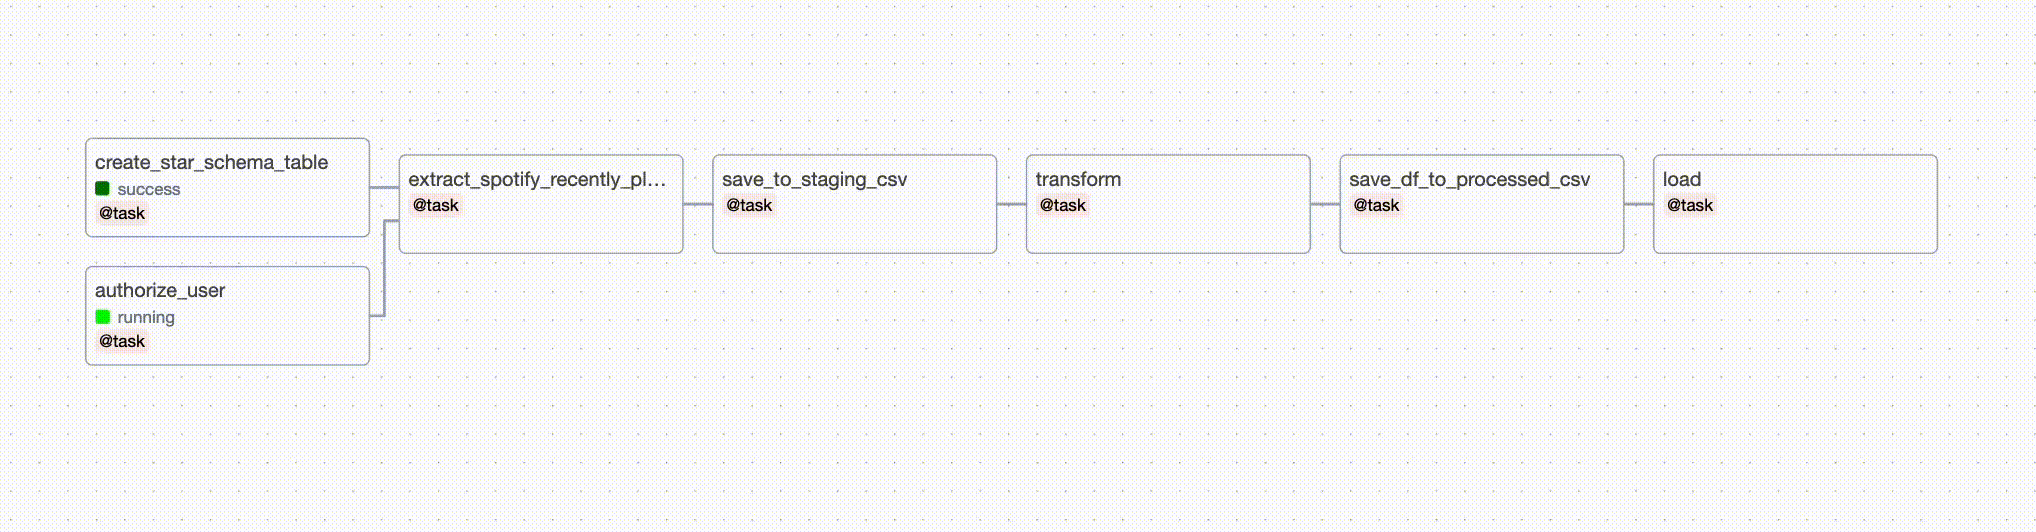 create_star_schema_table
success
@task
authorize_user
running
@task
extract_spotify_recently_pl...
@task
save_to_staging_csv
@task
transform
@task
save_df_to_processed_csv
@task
load
@task